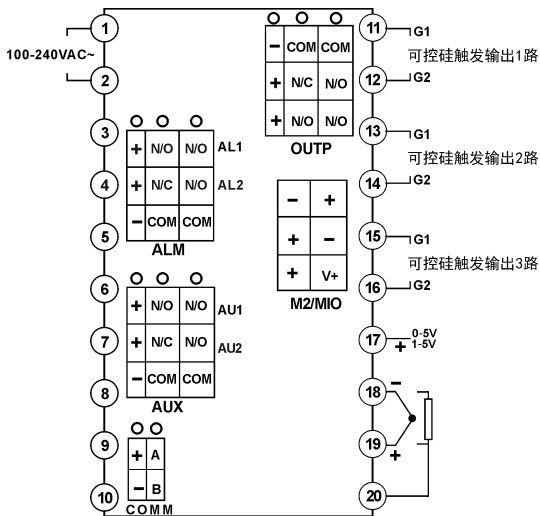 1
100-240VAC~
2
3
4
5
6
7
8
9
10
- COM COM
+ N/C N/O
+ N/O N/O
OUTP
+ N/O N/O AL1
+ N/C N/O AL2
- COM COM
ALM
- +
+ -
+ V+
M2/MIO
+ N/O N/O AU1
+ N/C N/O AU2
- COM COM
AUX
+ A
- B
COMM
11 G1
可控硅触发输出1路
12 G2
13 G1
可控硅触发输出2路
14 G2
15 G1
可控硅触发输出3路
16 G2
17 + 0-5V
1-5V
18 -
19 +
20